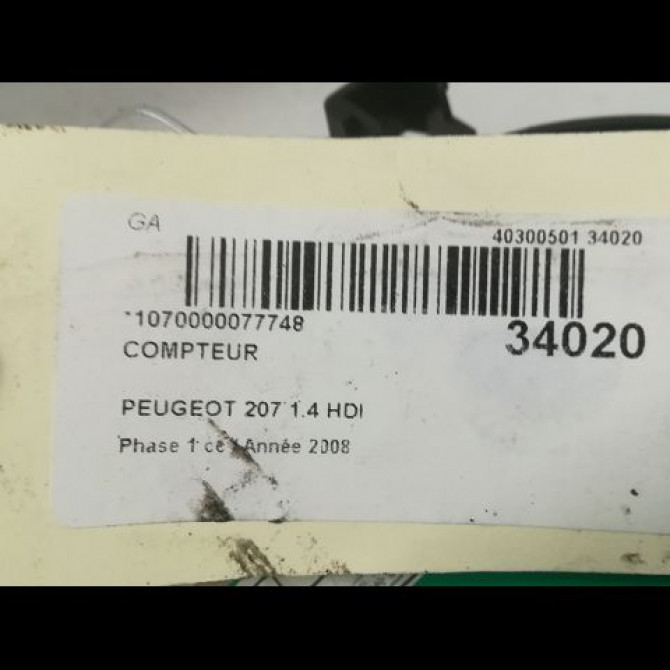 GA
40300501 34020
*1070000077748
34020
COMPTEUR
PEUGEOT 207 1.4 HDI
Phase 1 Année 2008